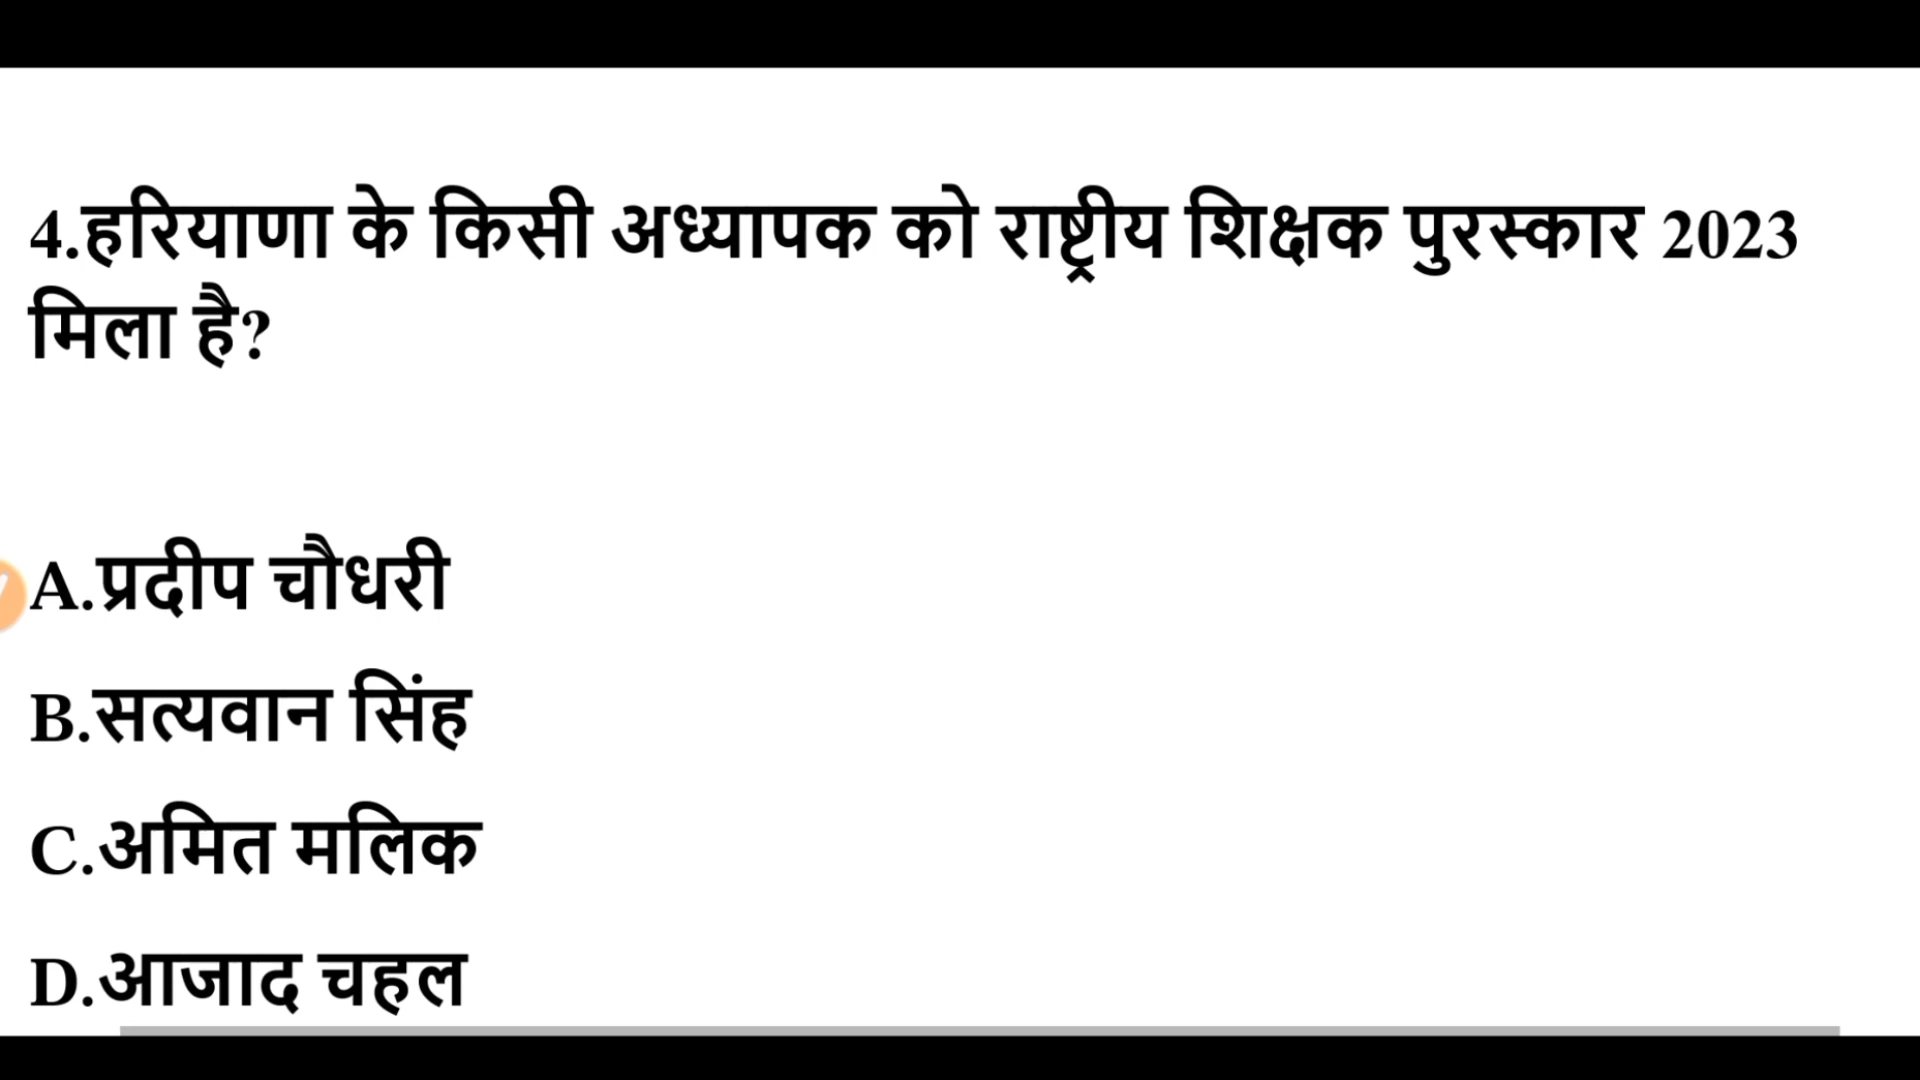 4.हरियाणा के किसी अध्यापक को राष्ट्रीय शिक्षक पुरस्कार 2023
मिला है?
A.प्रदीप चौधरी
B.सत्यवान सिंह
C.अमित मलिक
D.आजाद चहल